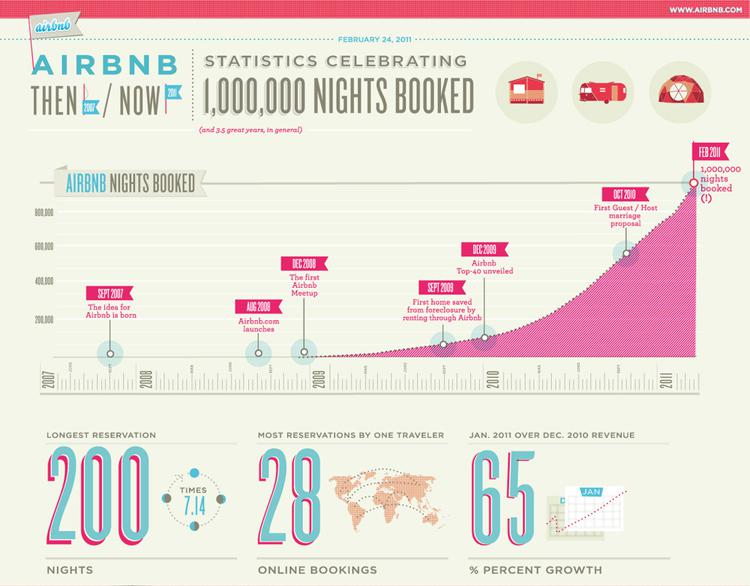 WWW.AIRBNB.COM
airbnb
FEBRUARY 24, 2011
AIRBNB
THEN 2007 / NOW 2011
STATISTICS CELEBRATING
1,000,000 NIGHTS BOOKED
(and 3.5 great years, in general)
AIRBNB NIGHTS BOOKED
FEB 2011
1,000,000
nights
booked
(!)
800,000
600,000
400,000
200,000
OCT 2010
First Guest / Host
marriage
proposal
DEC 2009
Airbnb
Top-40 unveiled
DEC 2008
The first
Airbnb
Meetup
SEPT 2009
First home saved
from foreclosure by
renting through Airbnb
SEPT 2007
The idea for
Airbnb is born
AUG 2008
Airbnb.com
launches
2007
2008
2009
2010
2011
LONGEST RESERVATION
200
TIMES
7.14
NIGHTS
MOST RESERVATIONS BY ONE TRAVELER
28
ONLINE BOOKINGS
JAN. 2011 OVER DEC. 2010 REVENUE
65
JAN
% PERCENT GROWTH